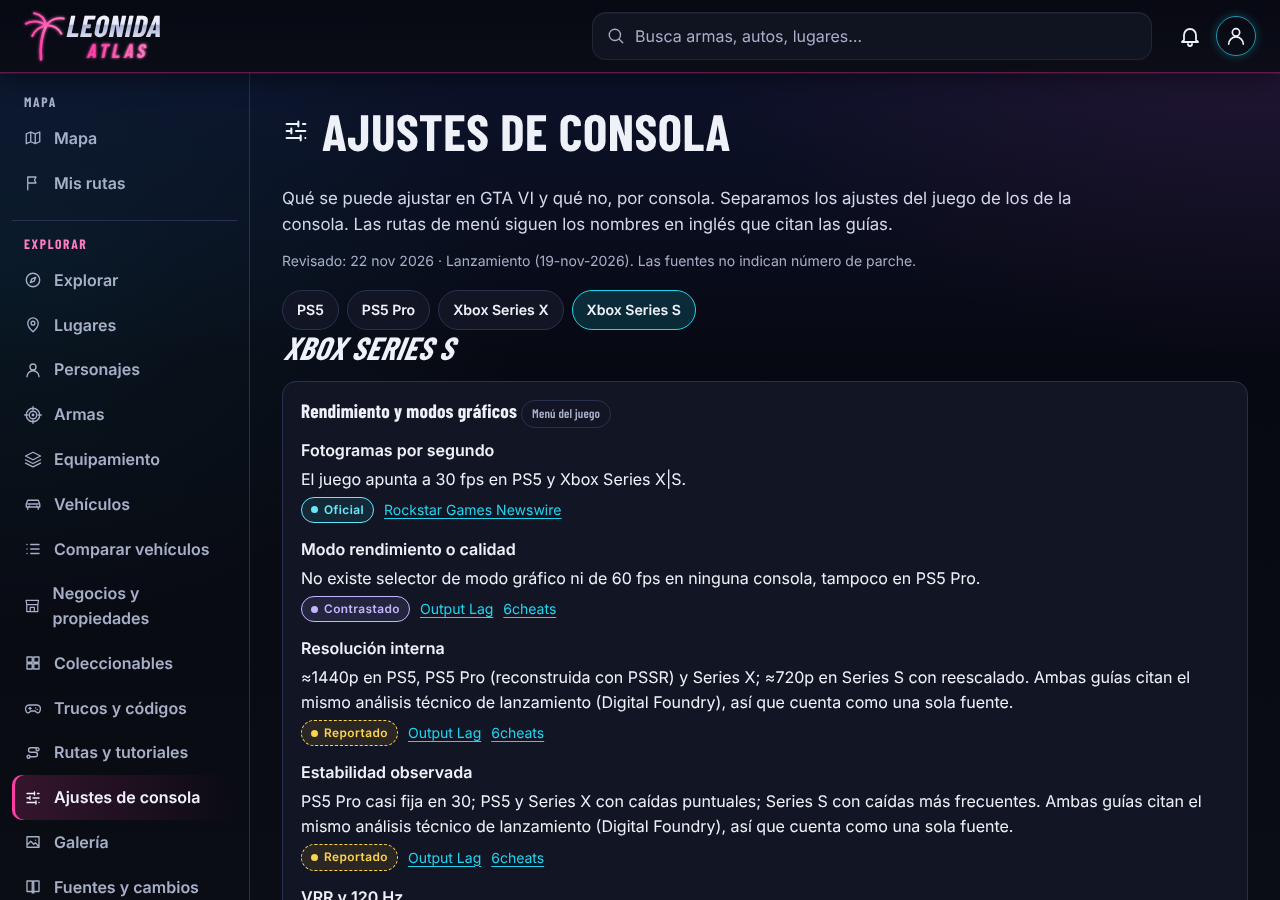 LEONIDA
ATLAS
Busca armas, autos, lugares...
MAPA
Mapa
Mis rutas
EXPLORAR
Explorar
Lugares
Personajes
Armas
Equipamiento
Vehículos
Comparar vehículos
Negocios y
propiedades
Coleccionables
Trucos y códigos
Rutas y tutoriales
Ajustes de consola
Galería
Fuentes y cambios
AJUSTES DE CONSOLA
Qué se puede ajustar en GTA VI y qué no, por consola. Separamos los ajustes del juego de los de la
consola. Las rutas de menú siguen los nombres en inglés que citan las guías.
Revisado: 22 nov 2026 · Lanzamiento (19-nov-2026). Las fuentes no indican número de parche.
PS5 PS5 Pro Xbox Series X Xbox Series S
XBOX SERIES S
Rendimiento y modos gráficos Menú del juego
Fotogramas por segundo
El juego apunta a 30 fps en PS5 y Xbox Series X|S.
Oficial Rockstar Games Newswire
Modo rendimiento o calidad
No existe selector de modo gráfico ni de 60 fps en ninguna consola, tampoco en PS5 Pro.
Contrastado Output Lag 6cheats
Resolución interna
≈1440p en PS5, PS5 Pro (reconstruida con PSSR) y Series X; ≈720p en Series S con reescalado. Ambas guías citan el
mismo análisis técnico de lanzamiento (Digital Foundry), así que cuenta como una sola fuente.
Reportado Output Lag 6cheats
Estabilidad observada
PS5 Pro casi fija en 30; PS5 y Series X con caídas puntuales; Series S con caídas más frecuentes. Ambas guías citan el
mismo análisis técnico de lanzamiento (Digital Foundry), así que cuenta como una sola fuente.
Reportado Output Lag 6cheats
VRR y 120 Hz